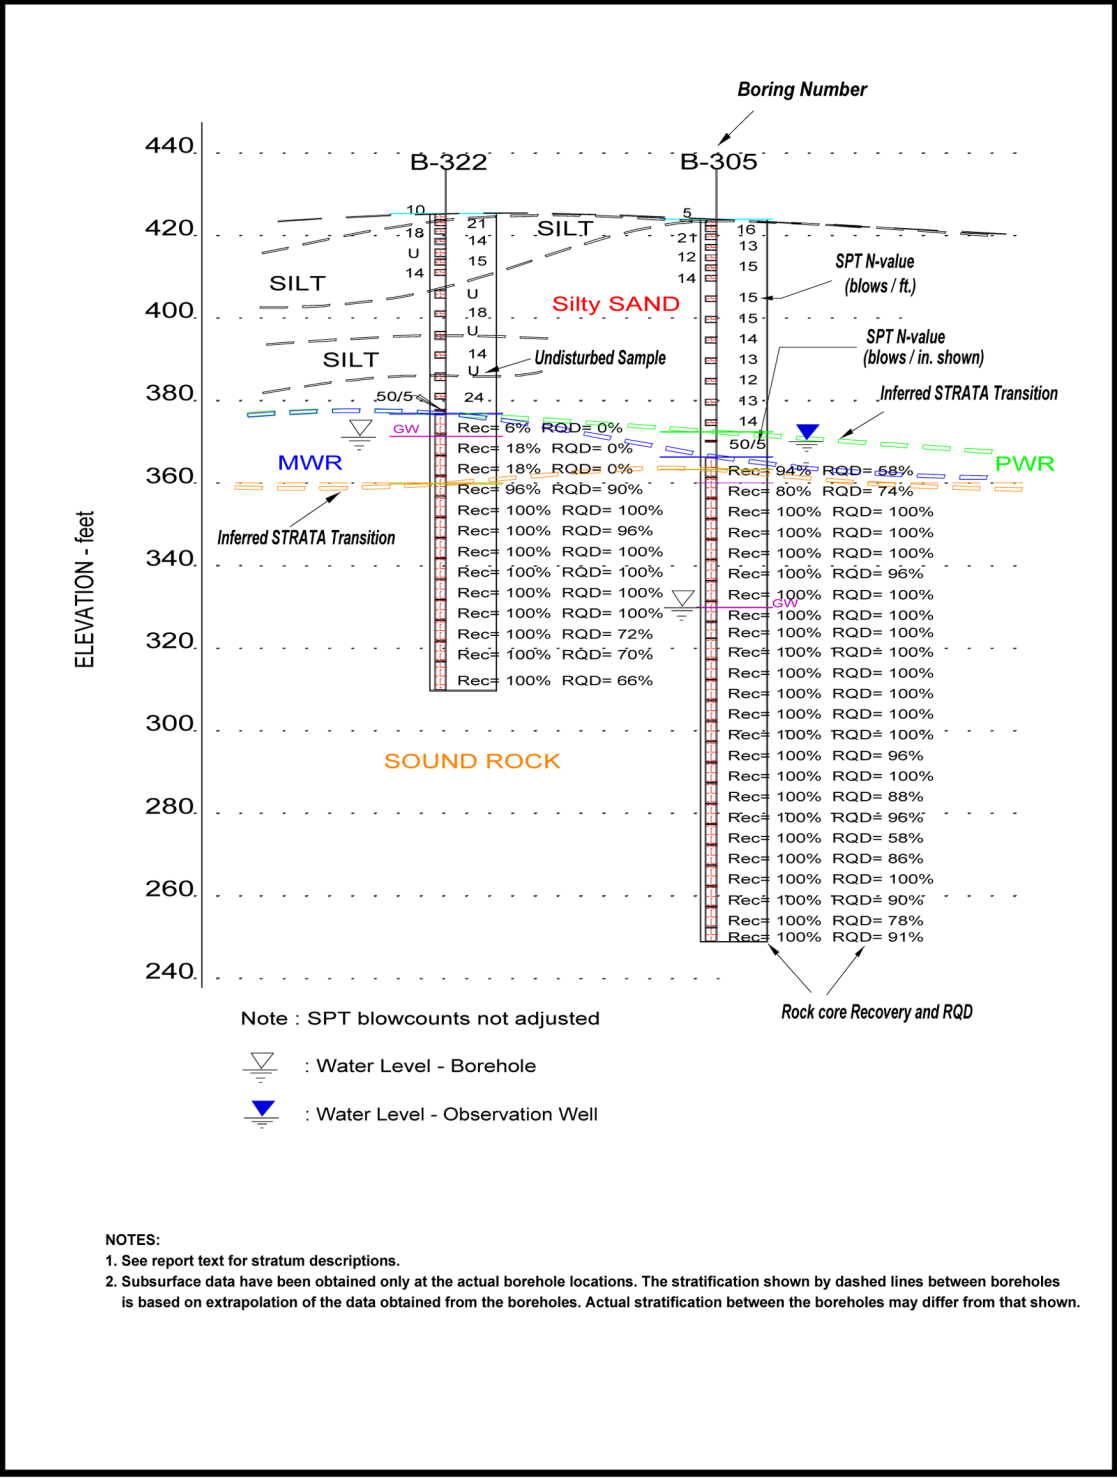 Boring Number
440
B-322
B-305
10
5
21
SILT
16
420
18
14
21
13
U
15
12
15
SPT N-value
(blows / ft.)
14
14
SILT
U
15
Silty SAND
400
18
15
U
14
SPT N-value
(blows / in. shown)
SILT
14
Undisturbed Sample
13
U
12
Inferred STRATA Transition
380
50/5
24
13
14
GW
Rec= 6% RQD= 0%
50/5
Rec= 18% RQD= 0%
MWR
PWR
Rec= 18% RQD= 0%
Rec= 94% RQD= 58%
360
Rec= 96% RQD= 90%
Rec= 80% RQD= 74%
Rec= 100% RQD= 100%
Rec= 100% RQD= 100%
Inferred STRATA Transition
Rec= 100% RQD= 96%
Rec= 100% RQD= 100%
Rec= 100% RQD= 100%
Rec= 100% RQD= 100%
340
Rec= 100% RQD= 100%
Rec= 100% RQD= 96%
Rec= 100% RQD= 100%
Rec= 100% RQD= 100%
GW
Rec= 100% RQD= 100%
Rec= 100% RQD= 100%
Rec= 100% RQD= 72%
Rec= 100% RQD= 100%
320
Rec= 100% RQD= 70%
Rec= 100% RQD= 100%
Rec= 100% RQD= 100%
Rec= 100% RQD= 66%
Rec= 100% RQD= 100%
Rec= 100% RQD= 100%
300
Rec= 100% RQD= 100%
SOUND ROCK
Rec= 100% RQD= 96%
Rec= 100% RQD= 100%
Rec= 100% RQD= 88%
280
Rec= 100% RQD= 96%
Rec= 100% RQD= 58%
Rec= 100% RQD= 86%
Rec= 100% RQD= 100%
260
Rec= 100% RQD= 90%
Rec= 100% RQD= 78%
Rec= 100% RQD= 91%
240
ELEVATION - feet
Rock core Recovery and RQD
Note : SPT blowcounts not adjusted
: Water Level - Borehole
: Water Level - Observation Well
NOTES:
1. See report text for stratum descriptions.
2. Subsurface data have been obtained only at the actual borehole locations. The stratification shown by dashed lines between boreholes
is based on extrapolation of the data obtained from the boreholes. Actual stratification between the boreholes may differ from that shown.